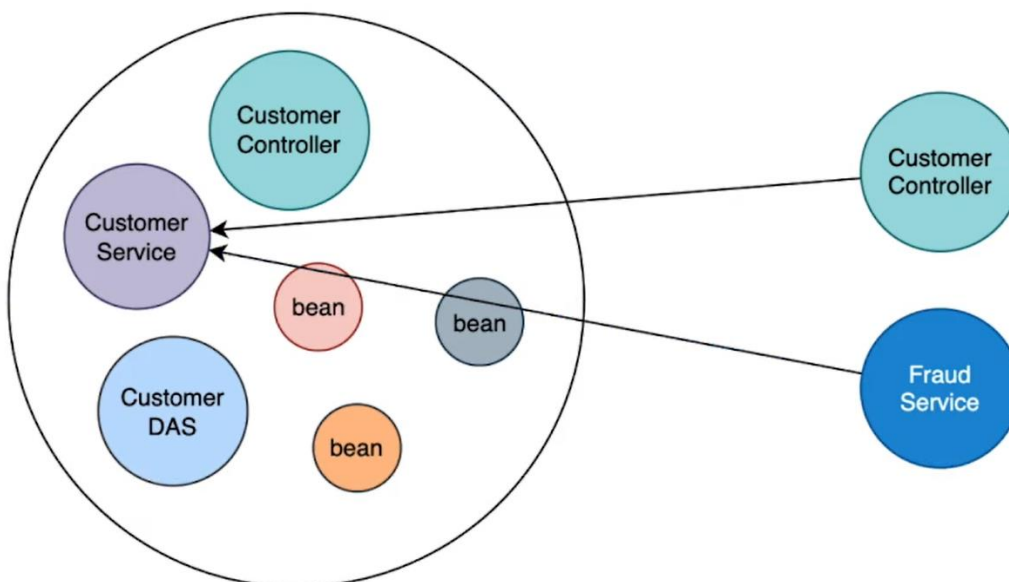 Customer
Controller
Customer
Service
bean
bean
Customer
DAS
bean
Customer
Controller
Fraud
Service